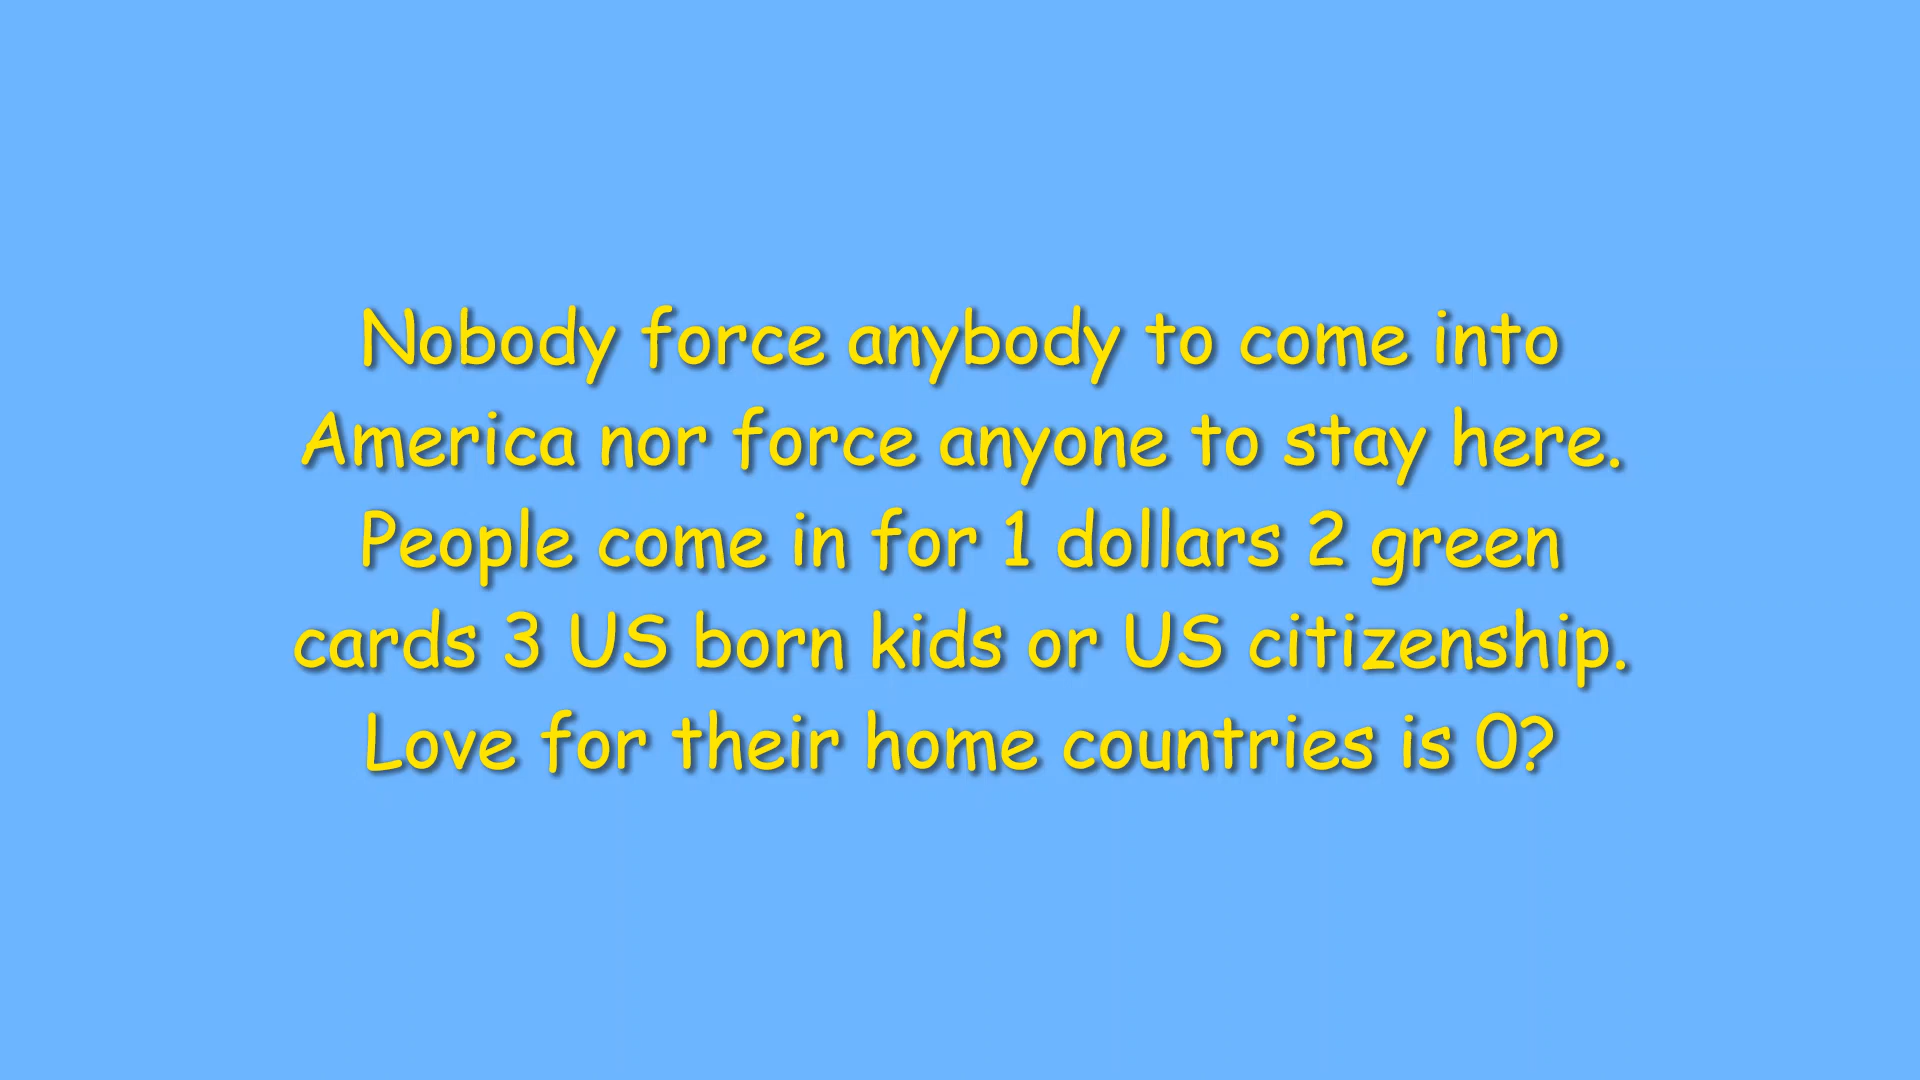 Nobody force anybody to come into
America nor force anyone to stay here.
People come in for 1 dollars 2 green
cards 3 US born kids or US citizenship.
Love for their home countries is 0?